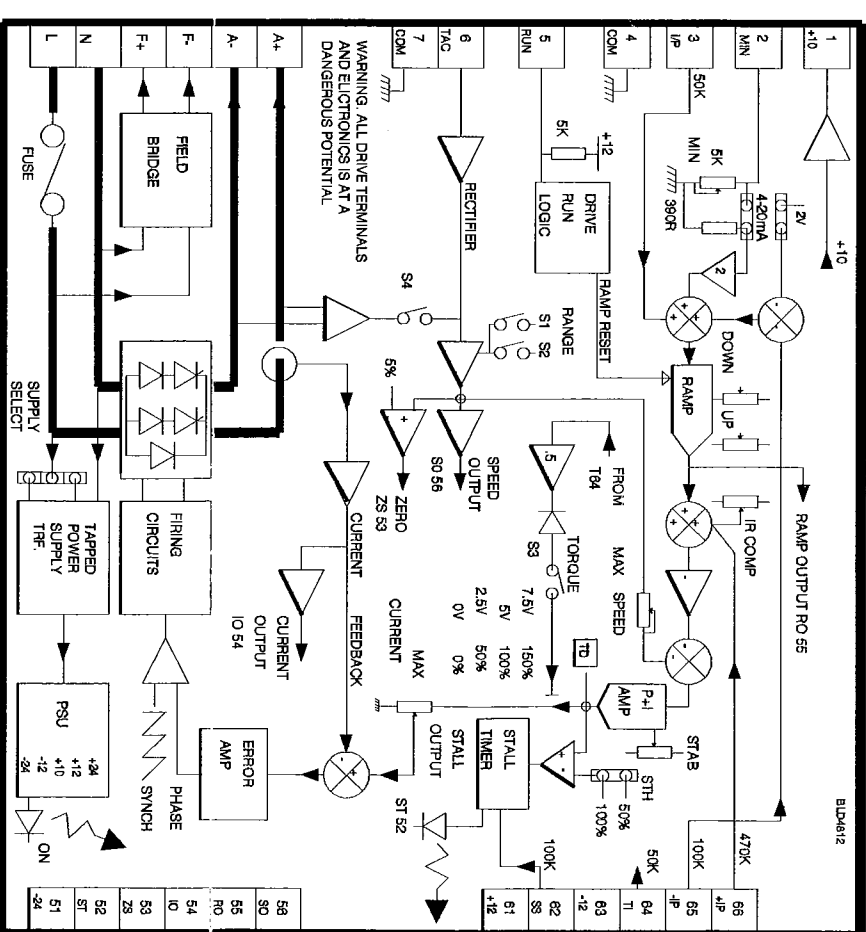 BLD4812
1
+10
2
MIN
3
I/P
4
COM
5
RUN
6
TAC
7
COM
A+
A-
F-
F+
N
L
+10
2V
4-20mA
5K
MIN
390R
50K
2
DOWN
UP
RAMP
RAMP OUTPUT RO 55
IR COMP
+12
5K
DRIVE
RUN
LOGIC
RAMP RESET
RECTIFIER
RANGE
S1
S2
S4
5%
ZERO
ZS 53
SPEED
OUTPUT
SO 56
FROM
T64
.5
S3
TORQUE
7.5V 150%
5V 100%
2.5V 50%
0V 0%
MAX
SPEED
P+I
AMP
STAB
TD
STH
50%
100%
STALL
TIMER
STALL
OUTPUT
ST 52
MAX
CURRENT
WARNING. ALL DRIVE TERMINALS
AND ELICTRONICS IS AT A
DANGEROUS POTENTIAL
CURRENT
FEEDBACK
CURRENT
OUTPUT
IO 54
ERROR
AMP
PHASE
SYNCH
FIELD
BRIDGE
FUSE
FIRING
CIRCUITS
SUPPLY
SELECT
TAPPED
POWER
SUPPLY
TRF.
PSU
+24
+12
+10
-12
-24
ON
470K
100K
50K
100K
66
+IP
65
-IP
64
TI
63
-12
62
SS
61
+12
56
SO
55
RO
54
IO
53
ZS
52
ST
51
-24